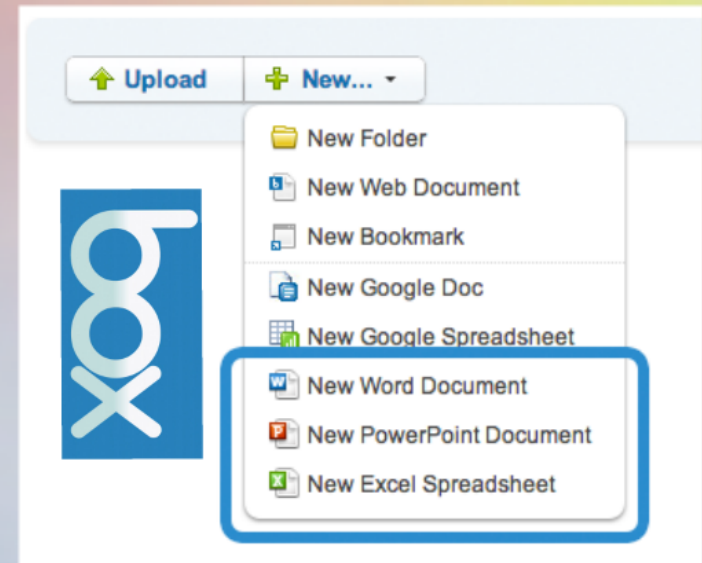 Upload
New...
New Folder
New Web Document
New Bookmark
New Google Doc
New Google Spreadsheet
New Word Document
New PowerPoint Document
New Excel Spreadsheet
box